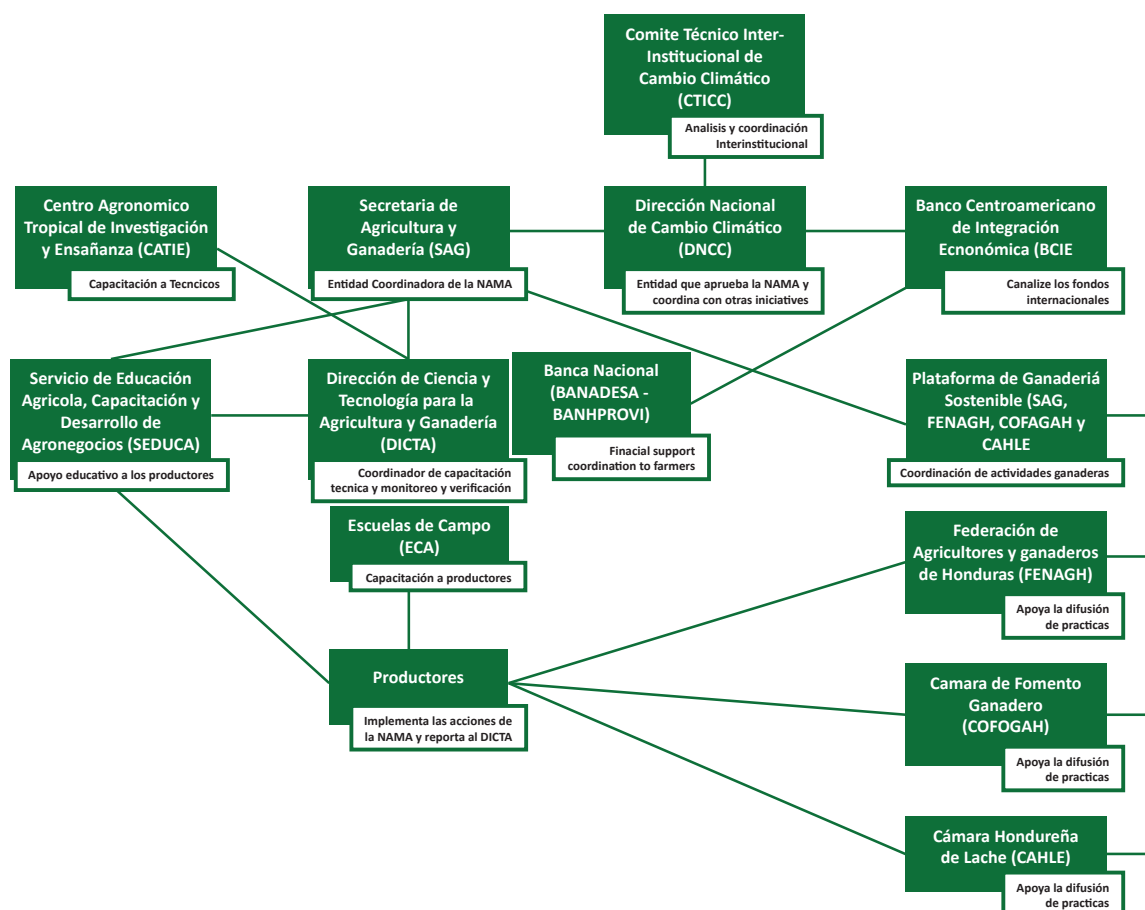 Comite Técnico Inter-
Institucional de
Cambio Climático
(CTICC)
Analisis y coordinación
Interinstitucional
Centro Agronomico
Tropical de Investigación
y Ensañanza (CATIE)
Capacitación a Tecncicos
Secretaria de
Agricultura y
Ganadería (SAG)
Entidad Coordinadora de la NAMA
Dirección Nacional
de Cambio Climático
(DNCC)
Entidad que aprueba la NAMA y
coordina con otras iniciatives
Banco Centroamericano
de Integración
Ecnonómica (BCIE
Canalize los fondos
internacionales
Servicio de Educación
Agricola, Capacitación y
Desarrollo de
Agronegocios (SEDUCA)
Apoyo educativo a los productores
Dirección de Ciencia y
Tecnología para la
Agricultura y Ganadería
(DICTA)
Coordinador de capacitación
tecnica y monitoreo y verificación
Banca Nacional
(BANADESA -
BANHPROVI)
Finacial support
coordination to farmers
Plataforma de Ganaderiá
Sostenible (SAG,
FENAGH, COFAGAH y
CAHLE
Coordinación de actividades ganaderas
Escuelas de Campo
(ECA)
Capacitación a productores
Federación de
Agricultores y ganaderos
de Honduras (FENAGH)
Apoya la difusión
de practicas
Productores
Implementa las acciones de
la NAMA y reporta al DICTA
Camara de Fomento
Ganadero
(COFOGAH)
Apoya la difusión
de practicas
Cámara Hondureña
de Lache (CAHLE)
Apoya la difusión
de practicas